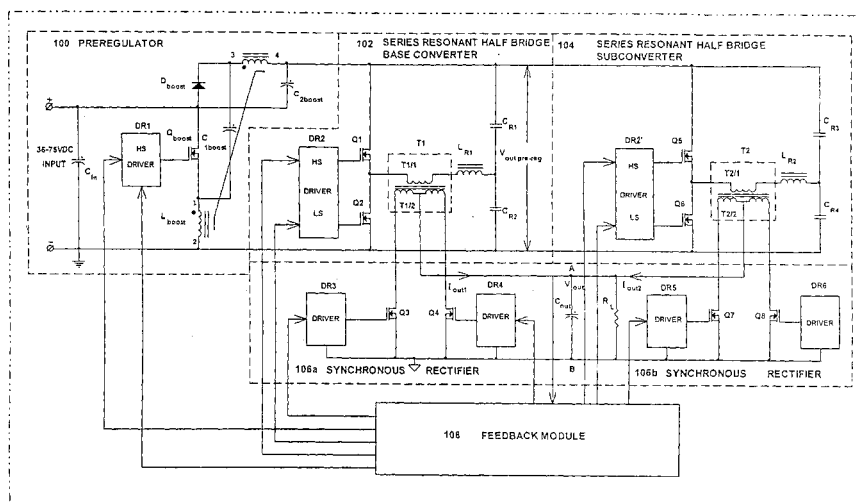 100 PREREGULATOR
102 SERIES RESONANT HALF BRIDGE
BASE CONVERTER
104 SERIES RESONANT HALF BRIDGE
SUBCONVERTER
3 4
D boost
C 2boost
+
36-75VDC
INPUT
C in
DR1
HS
DRIVER
Q boost
C 1boost
L boost
1
2
-
DR2
HS
DRIVER
LS
Q1
Q2
T1
T1/1
T1/2
L R1
C R1
C R2
V out pre-reg
DR2'
HS
DRIVER
LS
Q5
Q6
T2
T2/1
T2/2
L R2
C R3
C R4
A
I out1
V out
I out2
C out
R L
B
DR3
DRIVER
Q3
Q4
DR4
DRIVER
DR5
DRIVER
Q7
Q8
DR6
DRIVER
106a SYNCHRONOUS RECTIFIER
106b SYNCHRONOUS RECTIFIER
108 FEEDBACK MODULE